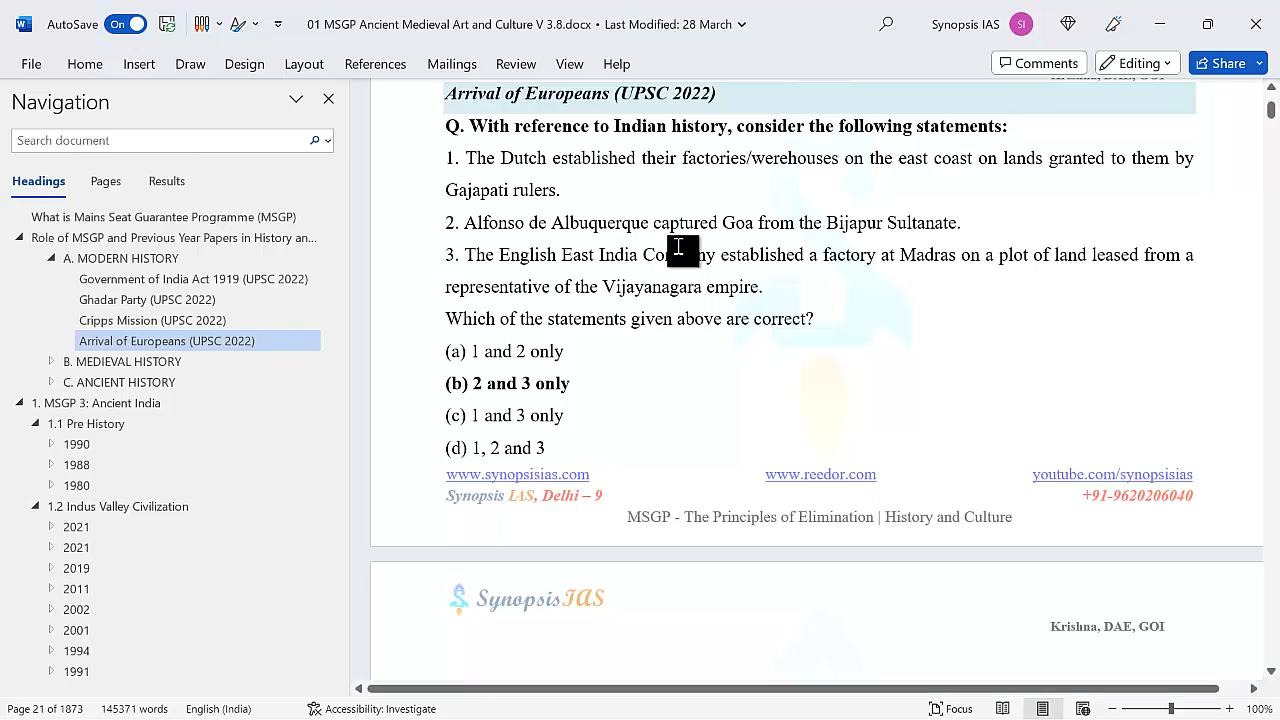 AutoSave On 01 MSGP Ancient Medieval Art and Culture V 3.8.docx • Last Modified: 28 March Synopsis IAS SI
File Home Insert Draw Design Layout References Mailings Review View Help Comments Editing Share
Navigation
Search document
Headings Pages Results
What is Mains Seat Guarantee Programme (MSGP)
Role of MSGP and Previous Year Papers in History an...
A. MODERN HISTORY
Government of India Act 1919 (UPSC 2022)
Ghadar Party (UPSC 2022)
Cripps Mission (UPSC 2022)
Arrival of Europeans (UPSC 2022)
B. MEDIEVAL HISTORY
C. ANCIENT HISTORY
1. MSGP 3: Ancient India
1.1 Pre History
1990
1988
1980
1.2 Indus Valley Civilization
2021
2021
2019
2011
2002
2001
1994
1991
Krishna, DAE, GOI
Arrival of Europeans (UPSC 2022)
Q. With reference to Indian history, consider the following statements:
1. The Dutch established their factories/werehouses on the east coast on lands granted to them by
Gajapati rulers.
2. Alfonso de Albuquerque captured Goa from the Bijapur Sultanate.
3. The English East India Company established a factory at Madras on a plot of land leased from a
representative of the Vijayanagara empire.
Which of the statements given above are correct?
(a) 1 and 2 only
(b) 2 and 3 only
(c) 1 and 3 only
(d) 1, 2 and 3
www.synopsisias.com www.reedor.com youtube.com/synopsisias
Synopsis IAS, Delhi – 9 +91-9620206040
MSGP - The Principles of Elimination | History and Culture
SynopsisIAS
Krishna, DAE, GOI
Page 21 of 1873 145371 words English (India) Accessibility: Investigate Focus 100%